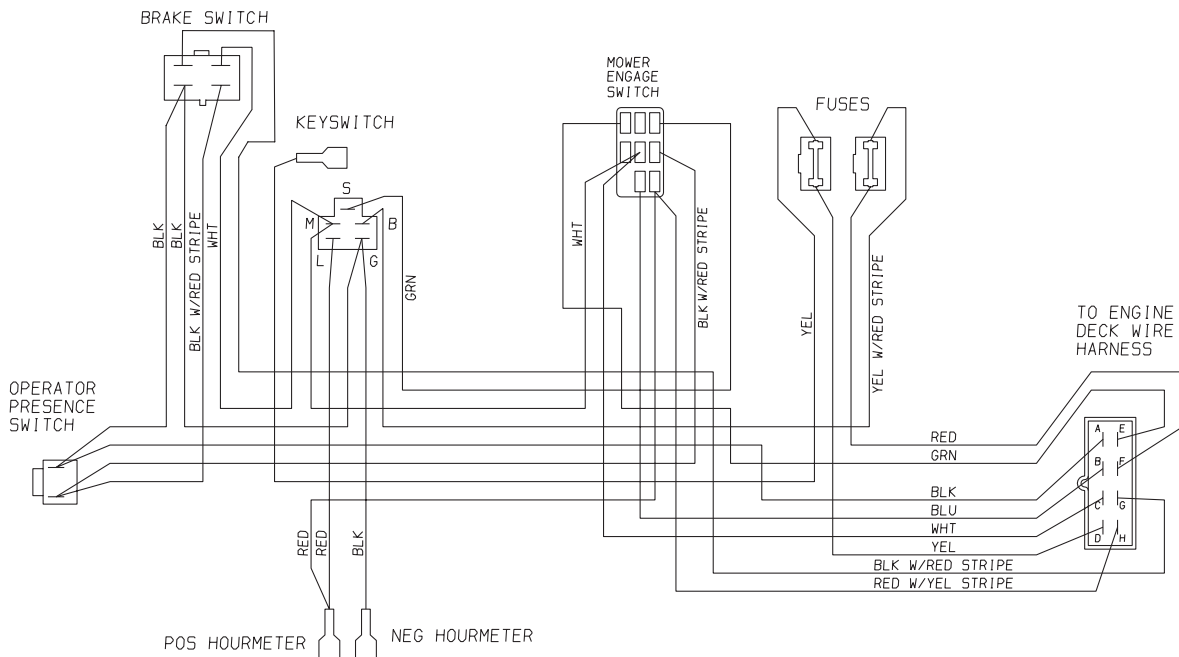 BRAKE SWITCH
MOWER
ENGAGE
SWITCH
FUSES
KEYSWITCH
S
M
B
L
G
BLK
BLK
BLK W/RED STRIPE
WHT
GRN
WHT
BLK W/RED STRIPE
YEL
YEL W/RED STRIPE
TO ENGINE
DECK WIRE
HARNESS
OPERATOR
PRESENCE
SWITCH
RED
GRN
BLK
BLU
WHT
YEL
BLK W/RED STRIPE
RED W/YEL STRIPE
A E
B F
C G
D H
RED
RED
BLK
POS HOURMETER
NEG HOURMETER